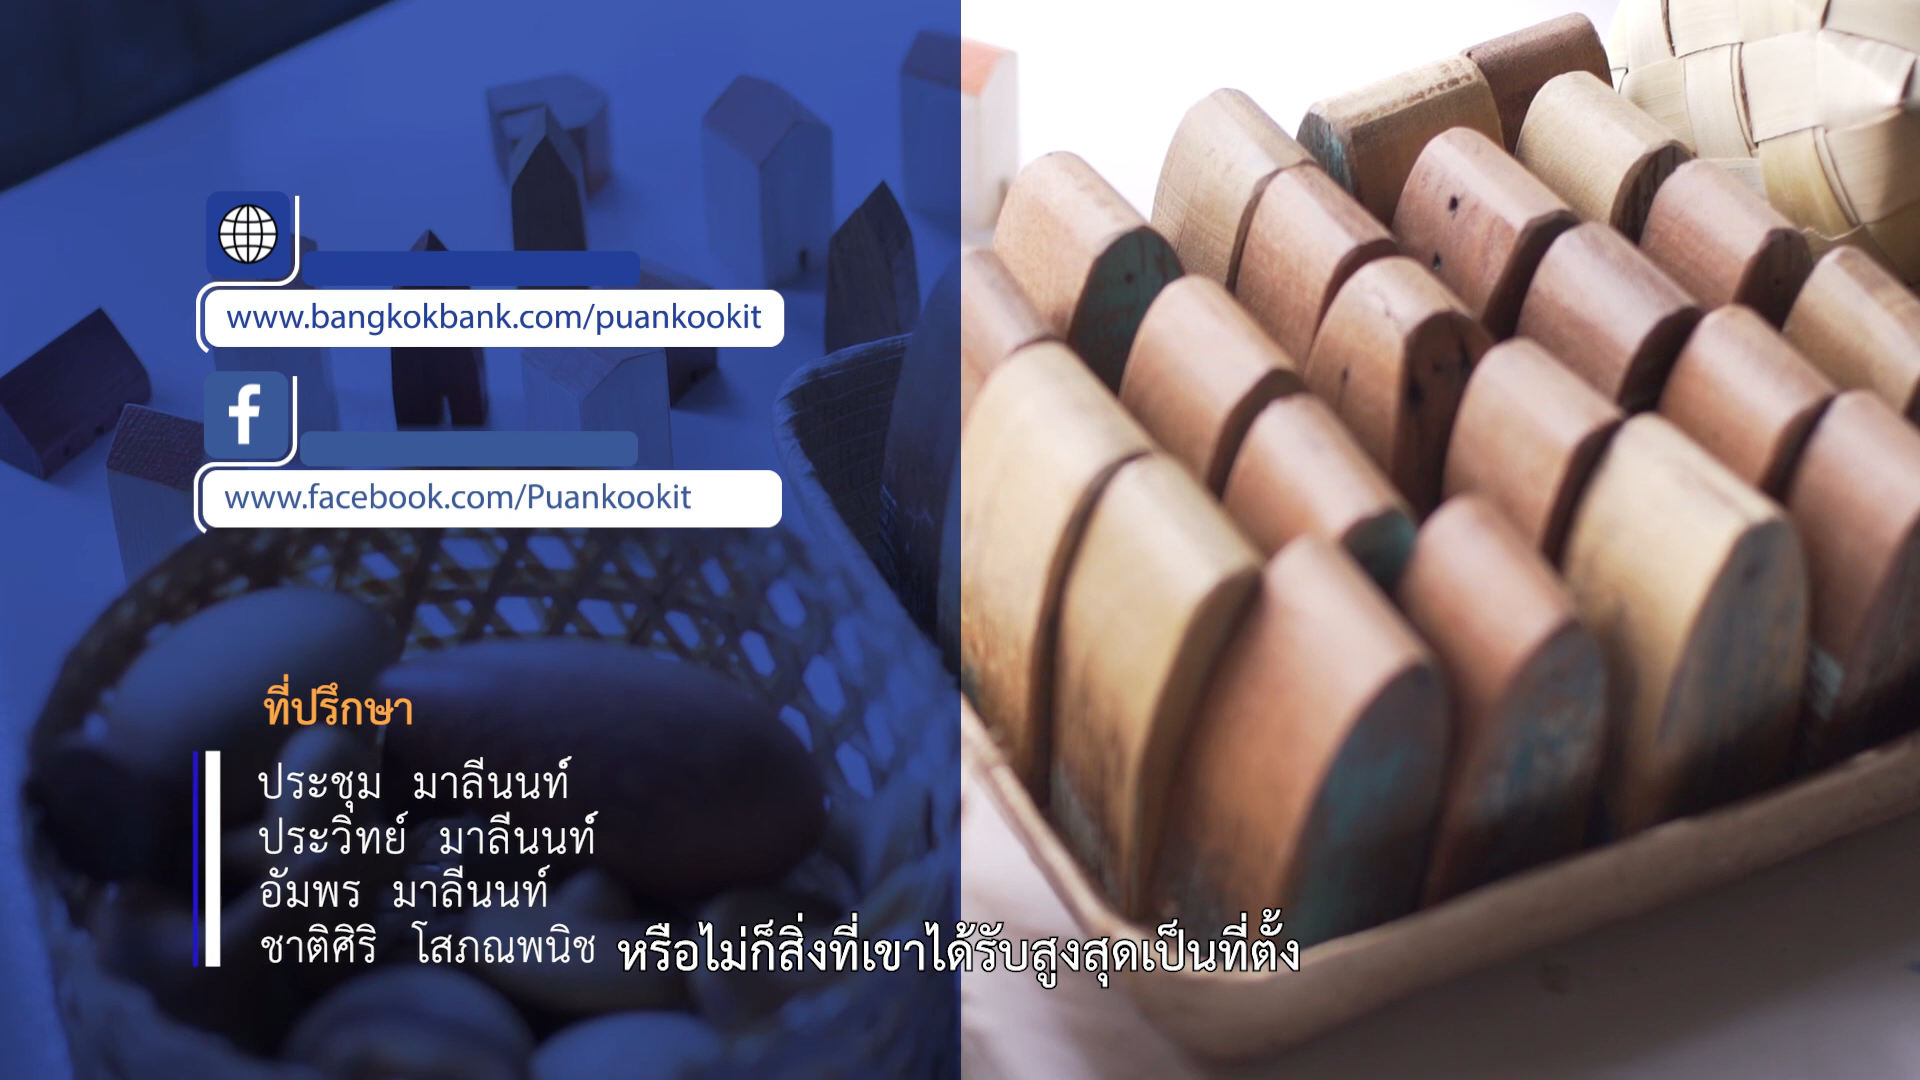 www.bangkokbank.com/puankookit
f
www.facebook.com/Puankookit
ที่ปรึกษา
ประชุม มาลีนนท์
ประวิทย์ มาลีนนท์
อัมพร มาลีนนท์
ชาติศิริ โสภณพนิช
หรือไม่ก็สิ่งที่เขาได้รับสูงสุดเป็นที่ตั้ง